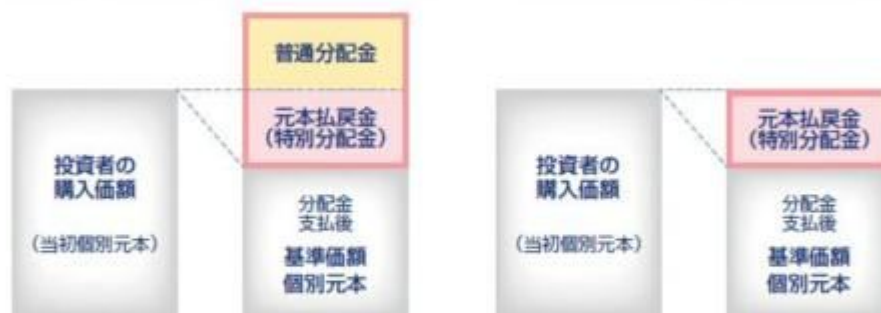 普通分配金
元本払戻金
(特別分配金)
投資者の
購入価額
(当初個別元本)
分配金
支払後
基準価額
個別元本
元本払戻金
(特別分配金)
投資者の
購入価額
(当初個別元本)
分配金
支払後
基準価額
個別元本